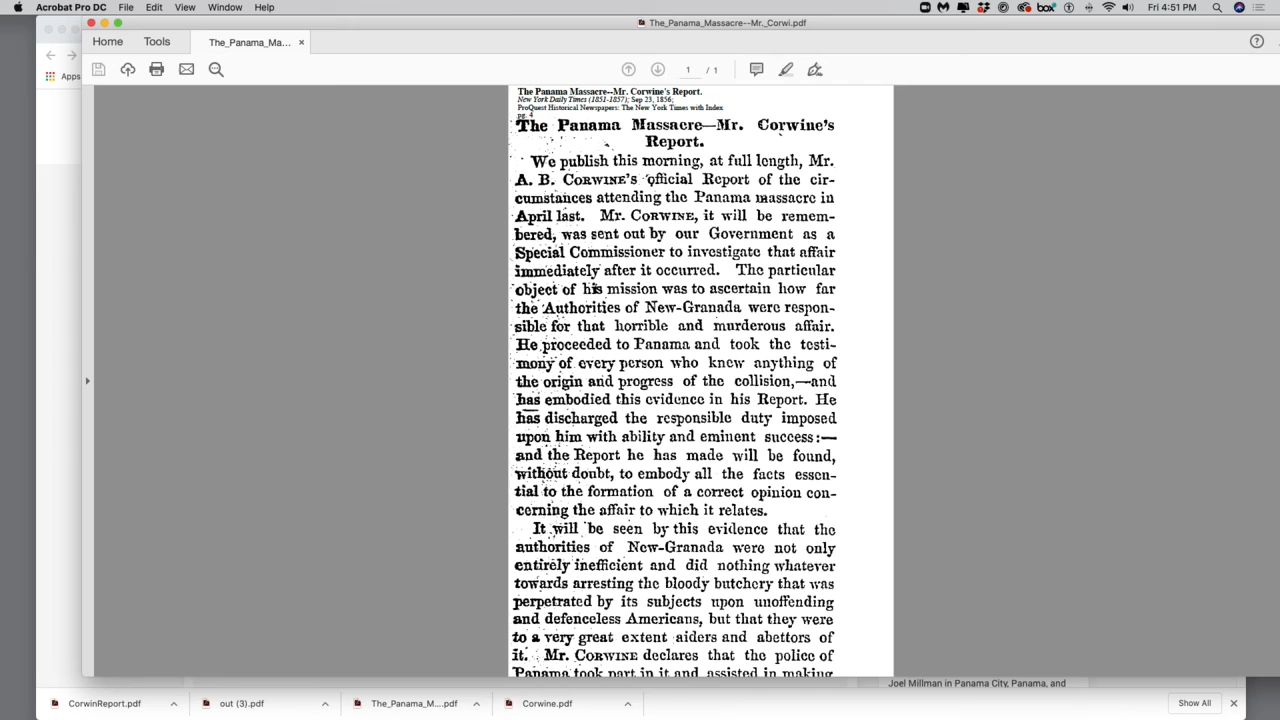 Acrobat Pro DC File Edit View Window Help
box
Fri 4:51 PM
The_Panama_Massacre--Mr._Corwi.pdf
Home Tools The_Panama_Ma... ×
1 / 1
Apps
The Panama Massacre--Mr. Corwine's Report.
New York Daily Times (1851-1857); Sep 23, 1856;
ProQuest Historical Newspapers: The New York Times with Index
pg. 4
The Panama Massacre—Mr. Corwine's
Report.
We publish this morning, at full length, Mr.
A. B. CORWINE'S official Report of the cir-
cumstances attending the Panama massacre in
April last. Mr. CORWINE, it will be remem-
bered, was sent out by our Government as a
Special Commissioner to investigate that affair
immediately after it occurred. The particular
object of his mission was to ascertain how far
the Authorities of New-Granada were respon-
sible for that horrible and murderous affair.
He proceeded to Panama and took the testi-
mony of every person who knew anything of
the origin and progress of the collision,—and
has embodied this evidence in his Report. He
has discharged the responsible duty imposed
upon him with ability and eminent success:—
and the Report he has made will be found,
without doubt, to embody all the facts essen-
tial to the formation of a correct opinion con-
cerning the affair to which it relates.
It will be seen by this evidence that the
authorities of New-Granada were not only
entirely inefficient and did nothing whatever
towards arresting the bloody butchery that was
perpetrated by its subjects upon unoffending
and defenceless Americans, but that they were
to a very great extent aiders and abettors of
it. Mr. CORWINE declares that the police of
Panama took part in it and assisted in making
Joel Millman in Panama City, Panama, and
CorwinReport.pdf out (3).pdf The_Panama_M....pdf Corwine.pdf Show All